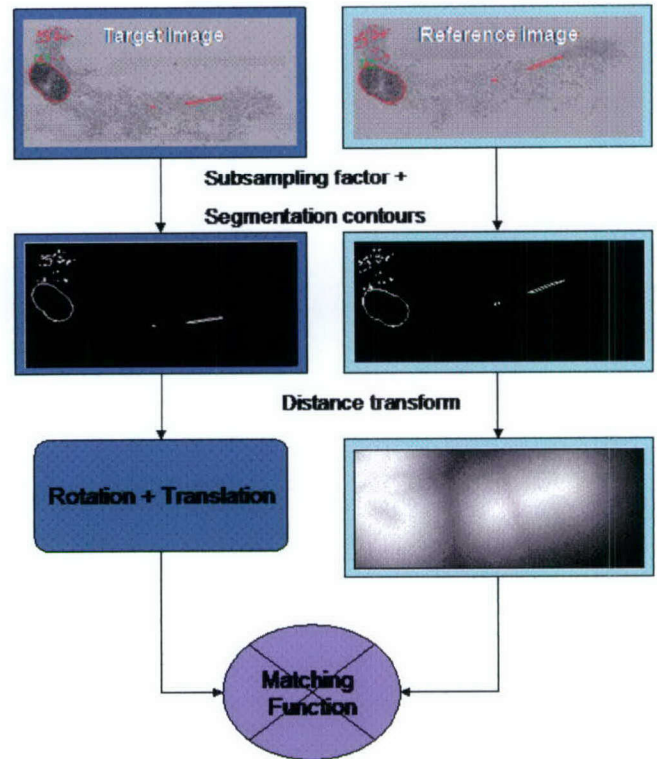 Target Image
Reference Image
Subsampling factor +
Segmentation contours
Distance transform
Rotation + Translation
Matching
Function